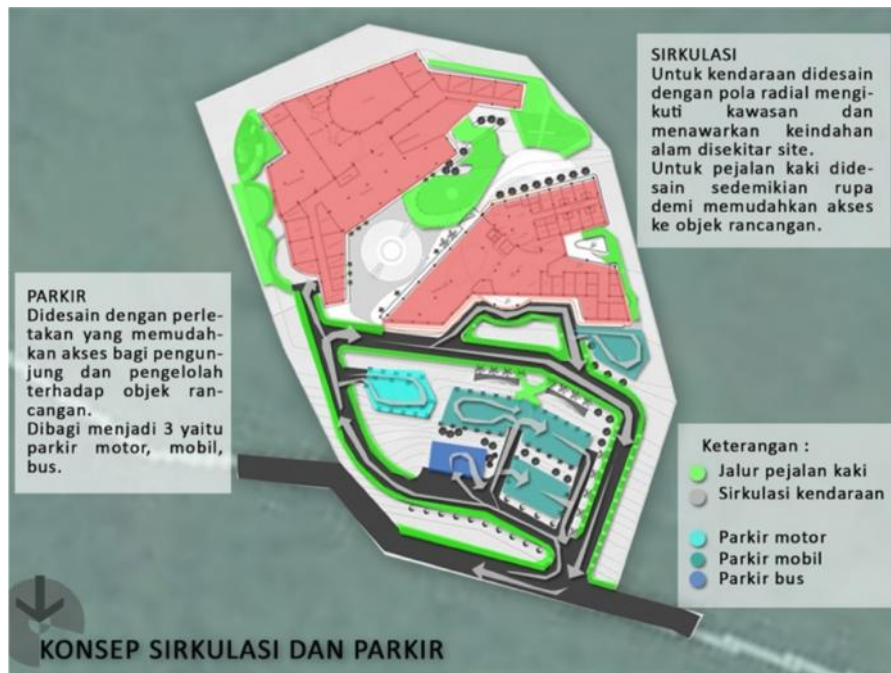 SIRKULASI
Untuk kendaraan didesain
dengan pola radial mengi-
kuti kawasan dan
menawarkan keindahan
alam disekitar site.
Untuk pejalan kaki dide-
sain sedemikian rupa
demi memudahkan akses
ke objek rancangan.
PARKIR
Didesain dengan perle-
takan yang memudah-
kan akses bagi pengun-
jung dan pengelolah
terhadap objek ran-
cangan.
Dibagi menjadi 3 yaitu
parkir motor, mobil,
bus.
Keterangan :
Jalur pejalan kaki
Sirkulasi kendaraan
Parkir motor
Parkir mobil
Parkir bus
KONSEP SIRKULASI DAN PARKIR